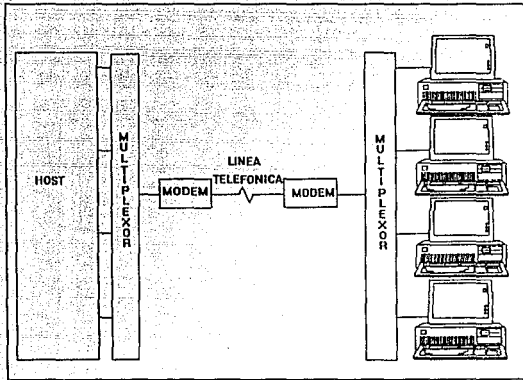 HOST
MULTIPLEXOR
MODEM
LINEA
TELEFONICA
MODEM
MULTIPLEXOR